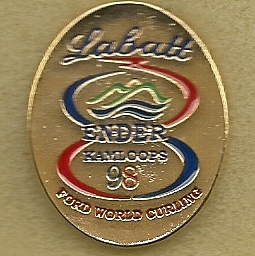 Labatt
ENDER
KAMLOOPS
98
FORD WORLD CURLING